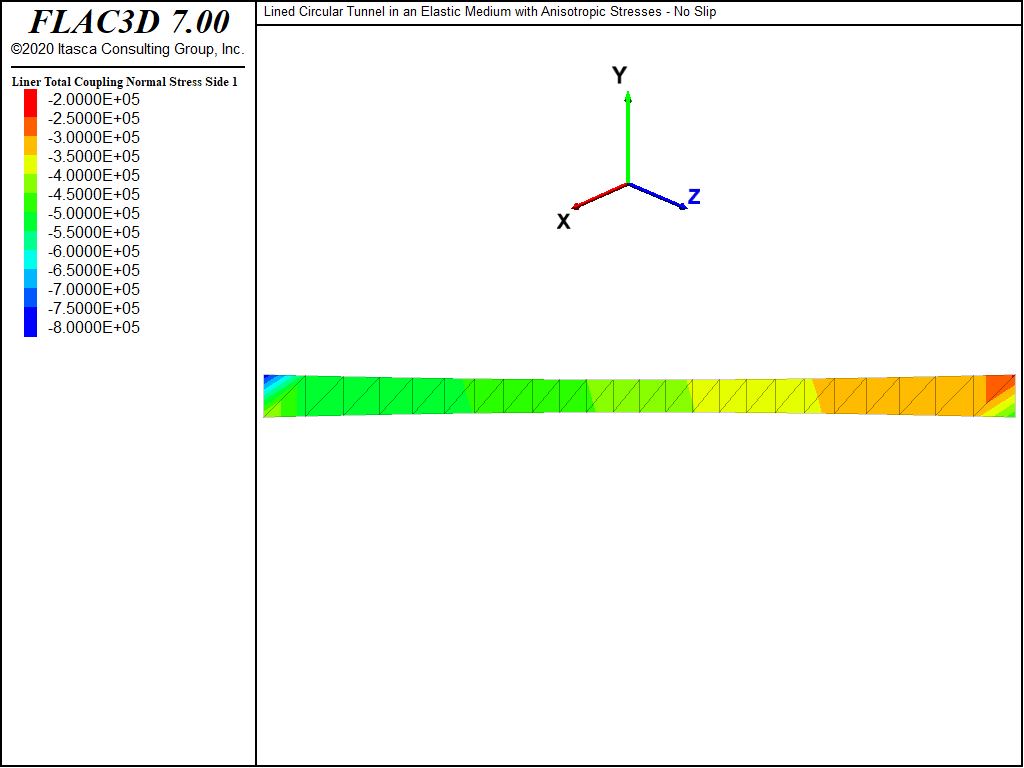 FLAC3D 7.00
©2020 Itasca Consulting Group, Inc.
Liner Total Coupling Normal Stress Side 1
-2.0000E+05
-2.5000E+05
-3.0000E+05
-3.5000E+05
-4.0000E+05
-4.5000E+05
-5.0000E+05
-5.5000E+05
-6.0000E+05
-6.5000E+05
-7.0000E+05
-7.5000E+05
-8.0000E+05
Lined Circular Tunnel in an Elastic Medium with Anisotropic Stresses - No Slip
Y
Z
X